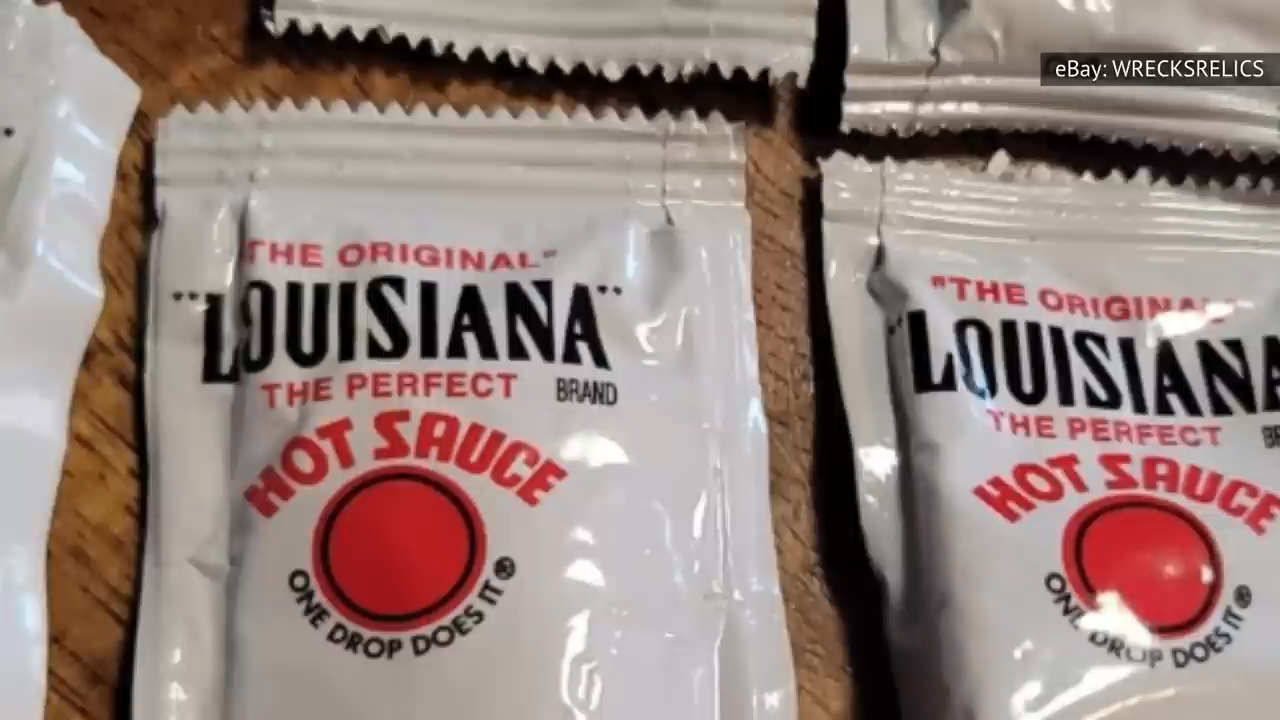 eBay: WRECKSRELICS
THE ORIGINAL"
"LOUISIANA"
THE PERFECT BRAND
HOT SAUCE
ONE DROP DOES IT®
"THE ORIGINAL"
"LOUISIANA
THE PERFECT
HOT SAUCE
ONE DROP DOES IT®